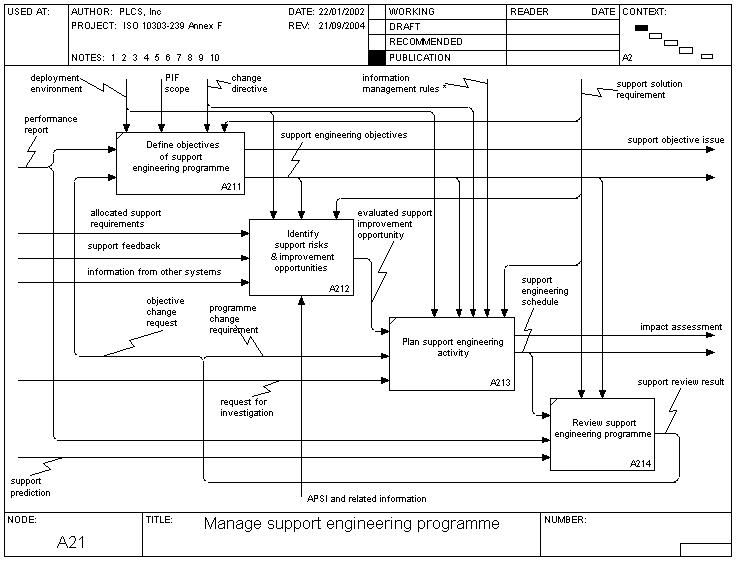 USED AT:
AUTHOR: PLCS, Inc
DATE: 22/01/2002
PROJECT: ISO 10303-239 Annex F
REV: 21/09/2004
NOTES: 1 2 3 4 5 6 7 8 9 10
WORKING
DRAFT
RECOMMENDED
PUBLICATION
READER
DATE
CONTEXT:
A2
deployment
environment
PIF
scope
change
directive
information
management rules
support solution
requirement
performance
report
Define objectives
of support
engineering programme
A211
support engineering objectives
support objective issue
allocated support
requirements
support feedback
information from other systems
Identify
support risks
& improvement
opportunities
A212
evaluated support
improvement
opportunity
objective
change
request
programme
change
requirement
support
engineering
schedule
Plan support engineering
activity
A213
impact assessment
request for
investigation
support review result
Review support
engineering programme
A214
support
prediction
APSI and related information
NODE:
A21
TITLE:
Manage support engineering programme
NUMBER: